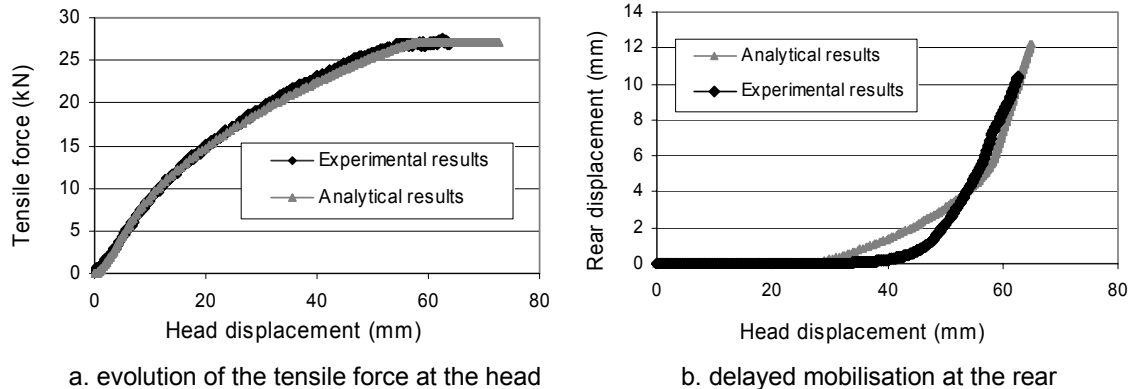 30
25
20
15
10
5
0
Tensile force (kN)
Experimental results
Analytical results
0 20 40 60 80
Head displacement (mm)
a. evolution of the tensile force at the head
14
12
10
8
6
4
2
0
Rear displacement (mm)
Analytical results
Experimental results
0 20 40 60 80
Head displacement (mm)
b. delayed mobilisation at the rear